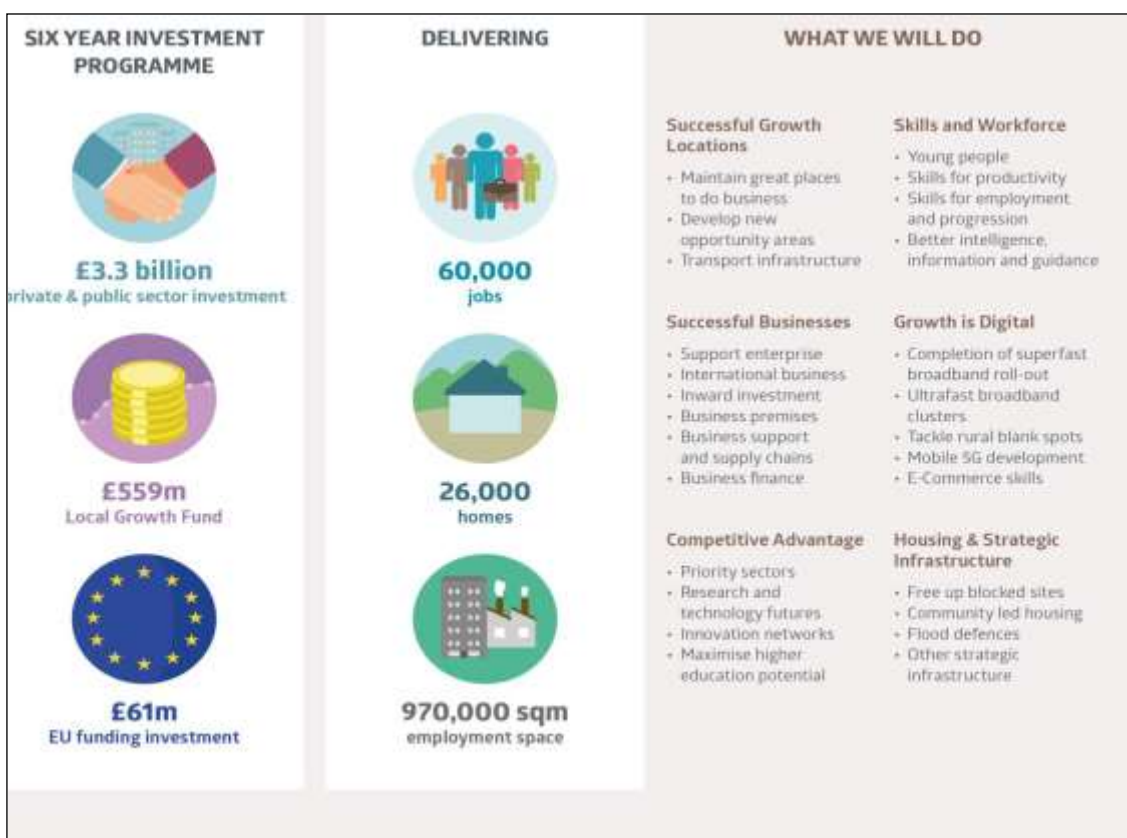 SIX YEAR INVESTMENT
PROGRAMME
£3.3 billion
private & public sector investment
£559m
Local Growth Fund
£61m
EU funding investment
DELIVERING
60,000
jobs
26,000
homes
970,000 sqm
employment space
WHAT WE WILL DO
Successful Growth
Locations
• Maintain great places
to do business
• Develop new
opportunity areas
• Transport infrastructure
Skills and Workforce
• Young people
• Skills for productivity
• Skills for employment
and progression
• Better intelligence,
information and guidance
Successful Businesses
• Support enterprise
• International business
• Inward investment
• Business premises
• Business support
and supply chains
• Business finance
Growth is Digital
• Completion of superfast
broadband roll-out
• Ultrafast broadband
clusters
• Tackle rural blank spots
• Mobile 5G development
• E-Commerce skills
Competitive Advantage
• Priority sectors
• Research and
technology futures
• Innovation networks
• Maximise higher
education potential
Housing & Strategic
Infrastructure
• Free up blocked sites
• Community led housing
• Flood defences
• Other strategic
infrastructure